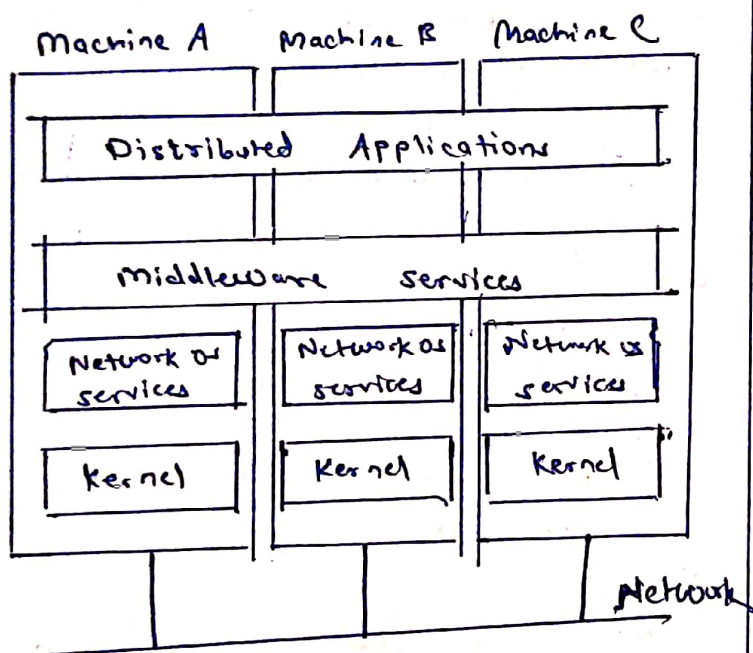 Machine A Machine B Machine C
Distributed Applications
Middleware services
Network os Network os Network os
services services services
Kernel Kernel Kernel
Network